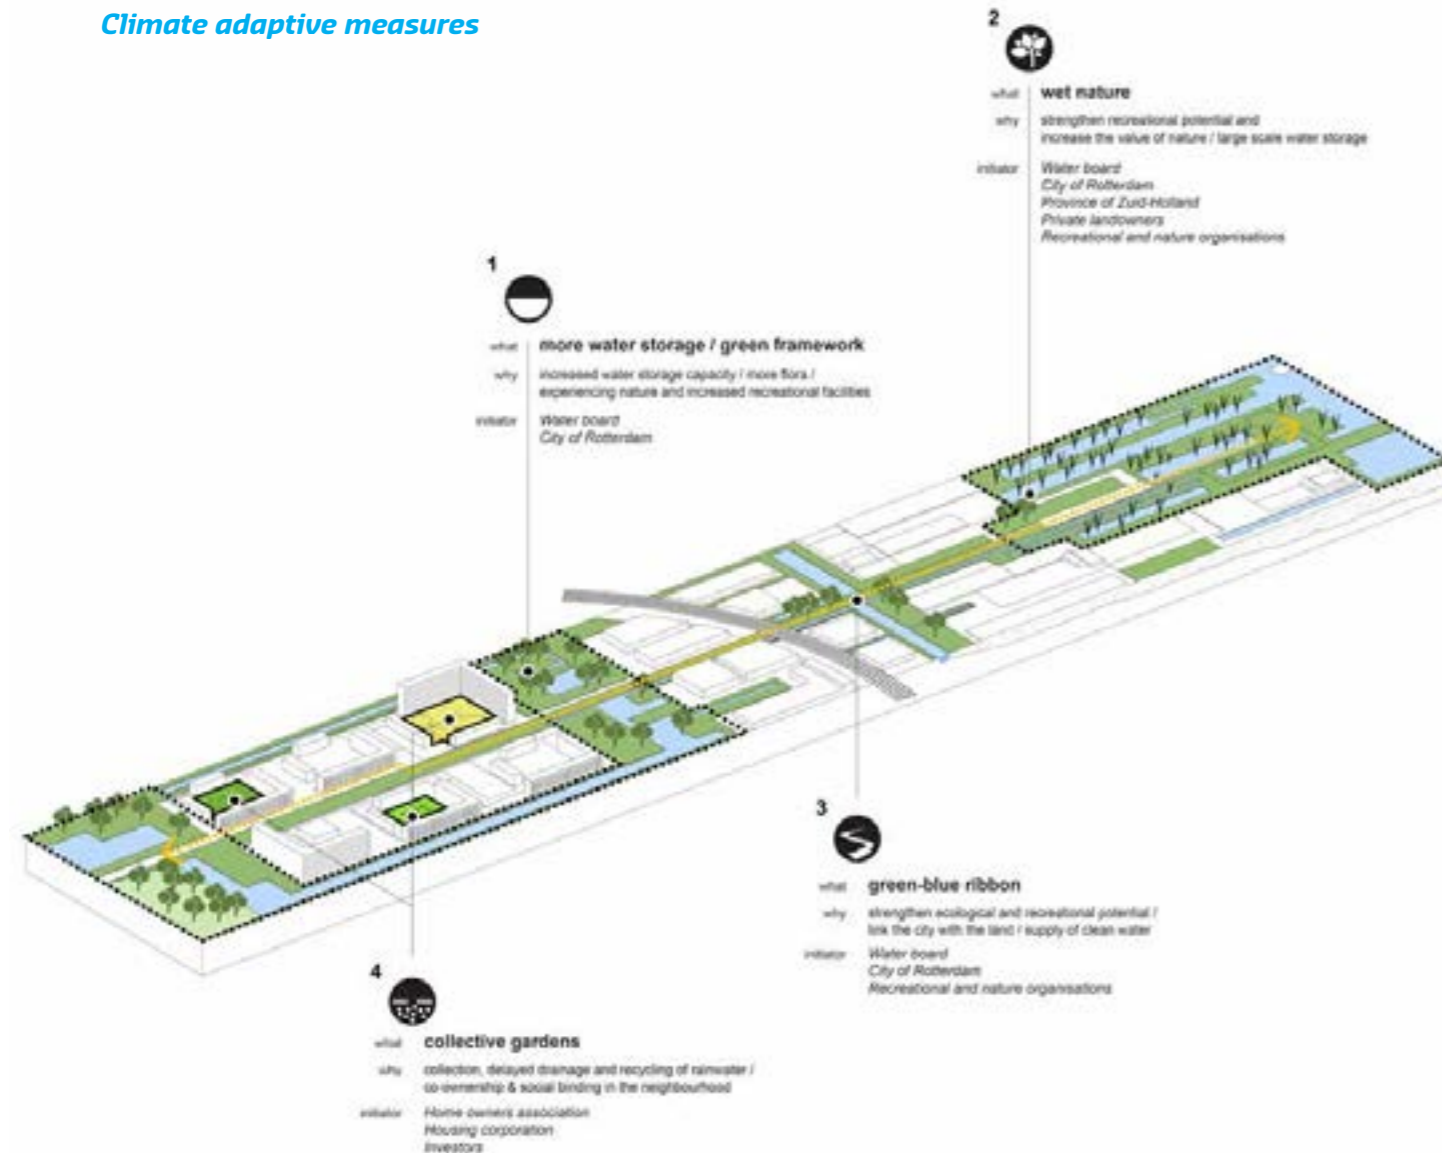 Climate adaptive measures
2
what wet nature
why strengthen recreational potential and
increase the value of nature / large scale water storage
initiator Water board
City of Rotterdam
Province of Zuid-Holland
Private landowners
Recreational and nature organisations
1
what more water storage / green framework
why increased water storage capacity / more flora /
experiencing nature and increased recreational facilities
initiator Water board
City of Rotterdam
3
what green-blue ribbon
why strengthen ecological and recreational potential /
link the city with the land / supply of clean water
initiator Water board
City of Rotterdam
Recreational and nature organisations
4
what collective gardens
why collection, delayed drainage and recycling of rainwater /
co-ownership & social binding in the neighbourhood
initiator Home owners association
Housing corporation
Investors